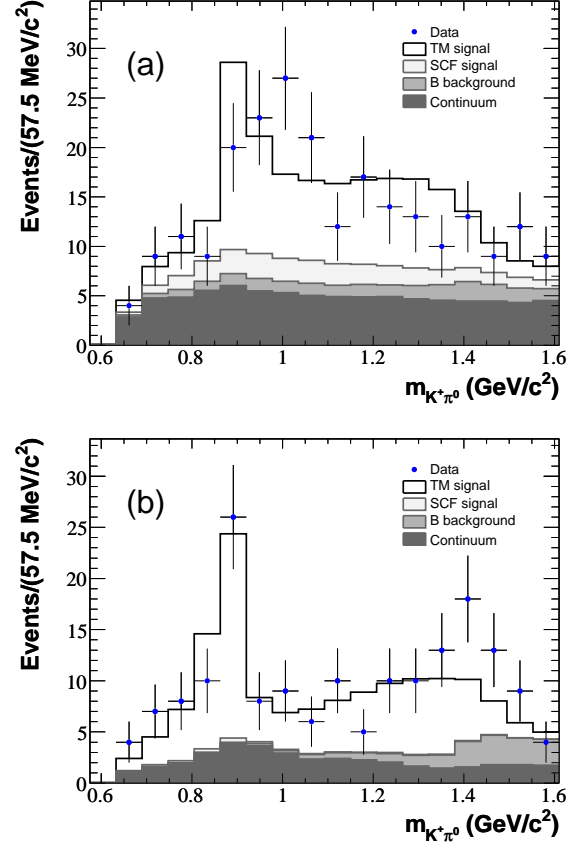 Events/(57.5 MeV/c²)
30
25
20
15
10
5
0
(a)
Data
TM signal
SCF signal
B background
Continuum
0.6 0.8 1 1.2 1.4 1.6
m_{K⁺π⁰} (GeV/c²)
Events/(57.5 MeV/c²)
30
25
20
15
10
5
0
(b)
Data
TM signal
SCF signal
B background
Continuum
0.6 0.8 1 1.2 1.4 1.6
m_{K⁺π⁰} (GeV/c²)